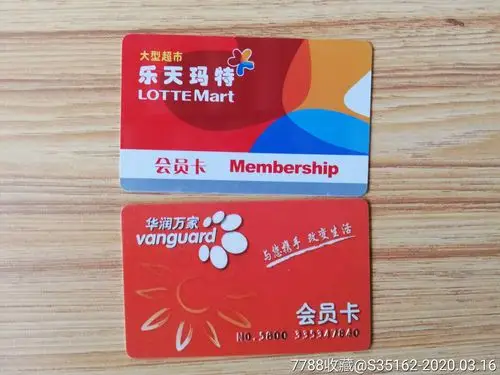 大型超市
乐天玛特
LOTTE Mart
会员卡 Membership
华润万家
vanguard
与您携手 改变生活
会员卡
NO.5800 335347640
7788收藏@S35162-2020.03.16